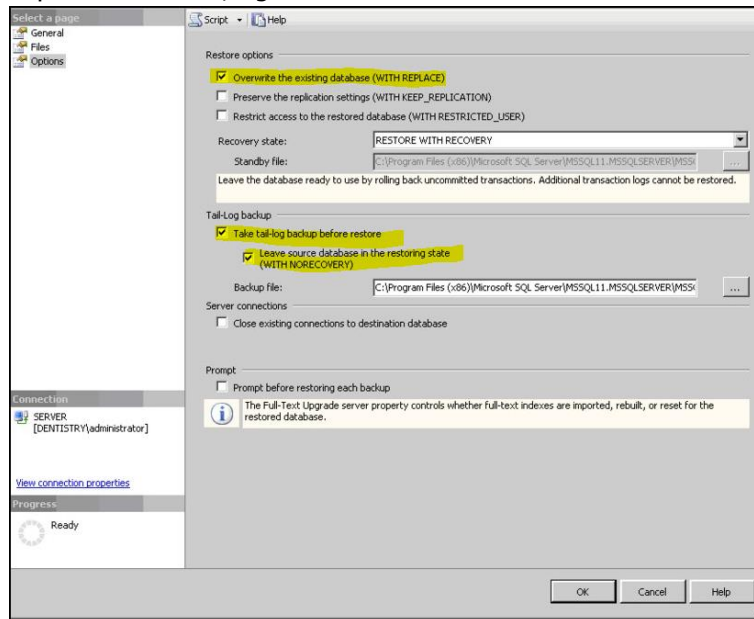 Select a page
General
Files
Options
Script
Help
Restore options
Overwrite the existing database (WITH REPLACE)
Preserve the replication settings (WITH KEEP_REPLICATION)
Restrict access to the restored database (WITH RESTRICTED_USER)
Recovery state:
RESTORE WITH RECOVERY
Standby file:
C:\Program Files (x86)\Microsoft SQL Server\MSSQL11.MSSQLSERVER\MSS
...
Leave the database ready to use by rolling back uncommitted transactions. Additional transaction logs cannot be restored.
Tail-Log backup
Take tail-log backup before restore
Leave source database in the restoring state
(WITH NORECOVERY)
Backup file:
C:\Program Files (x86)\Microsoft SQL Server\MSSQL11.MSSQLSERVER\MSS
...
Server connections
Close existing connections to destination database
Prompt
Prompt before restoring each backup
The Full-Text Upgrade server property controls whether full-text indexes are imported, rebuilt, or reset for the
restored database.
Connection
SERVER
[DENTISTRY\administrator]
View connection properties
Progress
Ready
OK
Cancel
Help